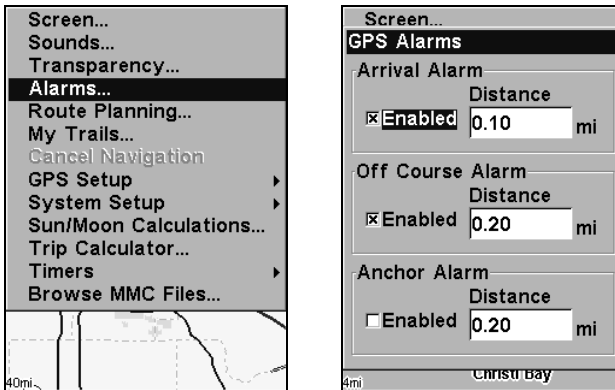 Screen...
Sounds...
Transparency...
Alarms...
Route Planning...
My Trails...
Cancel Navigation
GPS Setup
System Setup
Sun/Moon Calculations...
Trip Calculator...
Timers
Browse MMC Files...
40mi
Screen...
GPS Alarms
Arrival Alarm
Distance
Enabled 0.10 mi
Off Course Alarm
Distance
Enabled 0.20 mi
Anchor Alarm
Distance
Enabled 0.20 mi
4mi
Christi Bay